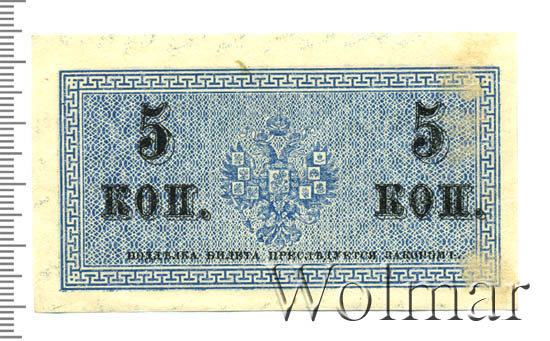 5 5
КОП. КОП.
ПОДДѢЛКА БИЛЕТА ПРЕСЛѢДУЕТСЯ ЗАКОНОМЪ.
Wolmar